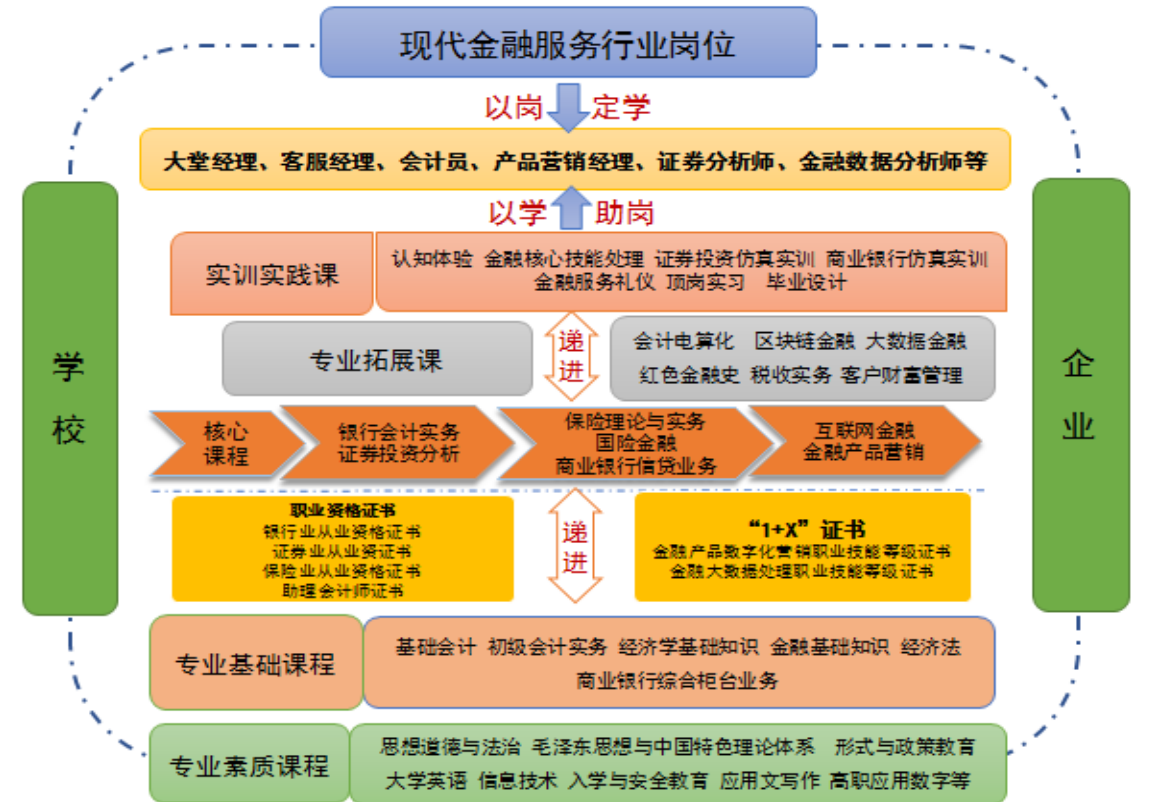 现代金融服务行业岗位
以岗 定学
大堂经理、客服经理、会计员、产品营销经理、证券分析师、金融数据分析师等
以学 助岗
学校
企业
实训实践课
认知体验 金融核心技能处理 证券投资仿真实训 商业银行仿真实训
金融服务礼仪 顶岗实习 毕业设计
专业拓展课
递进
会计电算化 区块链金融 大数据金融
红色金融史 税收实务 客户财富管理
核心
课程
银行会计实务
证券投资分析
保险理论与实务
国险金融
商业银行信贷业务
互联网金融
金融产品营销
职业资格证书
银行业从业资格证书
证券业从业资证书
保险业从业资格证书
助理会计师证书
递进
“1+X”证书
金融产品数字化营销职业技能等级证书
金融大数据处理职业技能等级证书
专业基础课程
基础会计 初级会计实务 经济学基础知识 金融基础知识 经济法
商业银行综合柜台业务
专业素质课程
思想道德与法治 毛泽东思想与中国特色理论体系 形式与政策教育
大学英语 信息技术 入学与安全教育 应用文写作 高职应用数字等